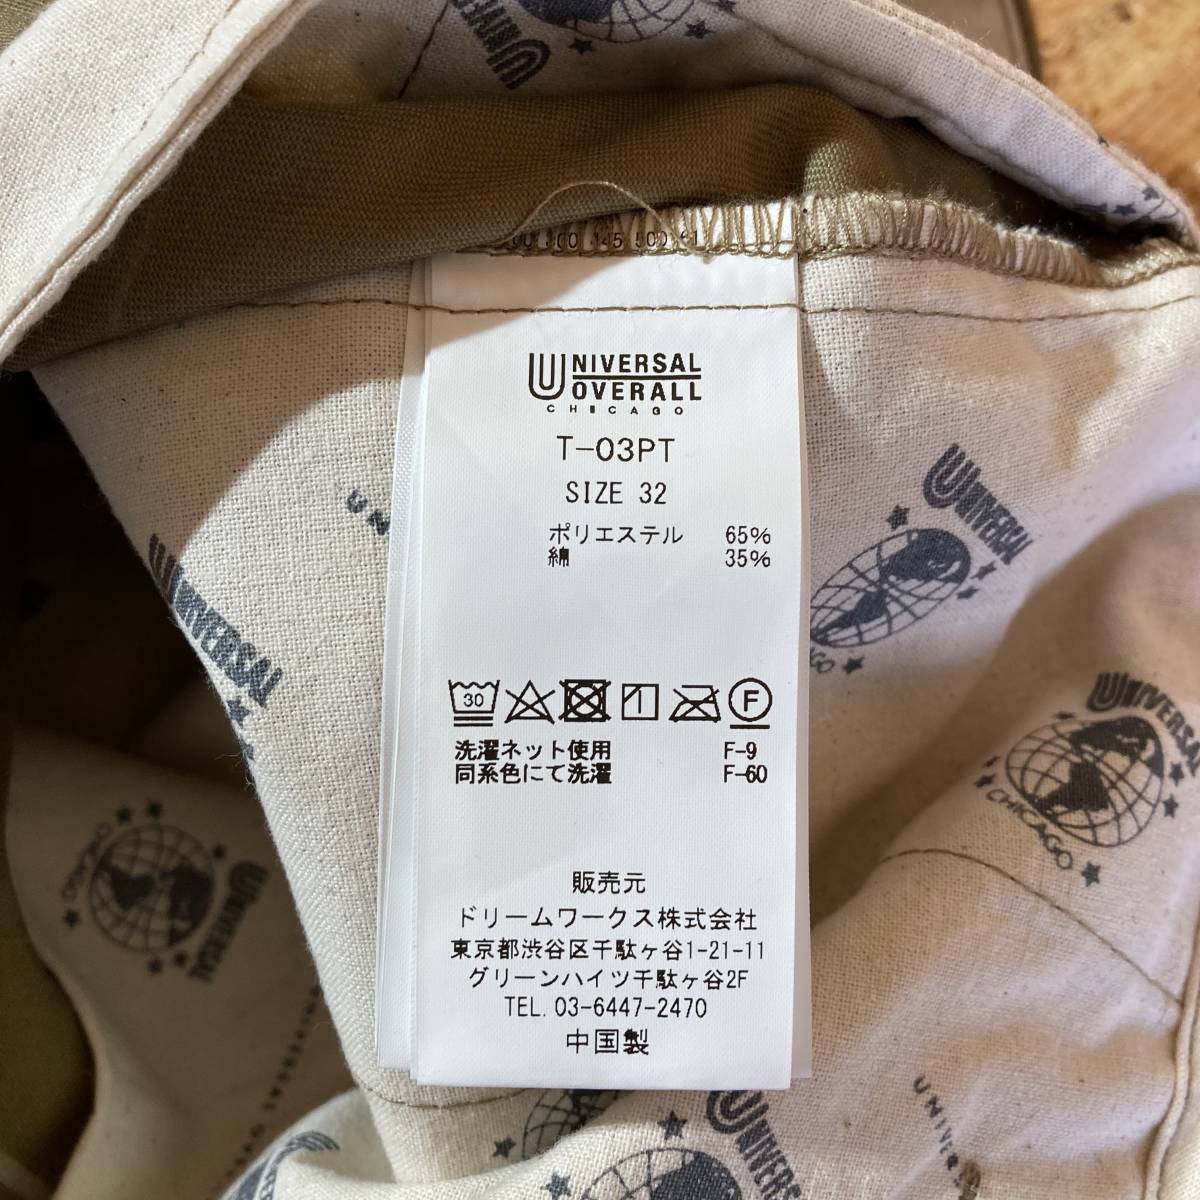 UNIVERSAL
OVERALL
CHICAGO
T-03PT
SIZE 32
ポリエステル 65%
綿 35%
30
F
洗濯ネット使用 F-9
同系色にて洗濯 F-60
販売元
ドリームワークス株式会社
東京都渋谷区千駄ヶ谷1-21-11
グリーンハイツ千駄ヶ谷2F
TEL. 03-6447-2470
中国製
UNIVERSAL
UNIVERSAL
UNIVERSAL
CHICAGO
CHICAGO
UNIVERSAL
UNIVERSAL